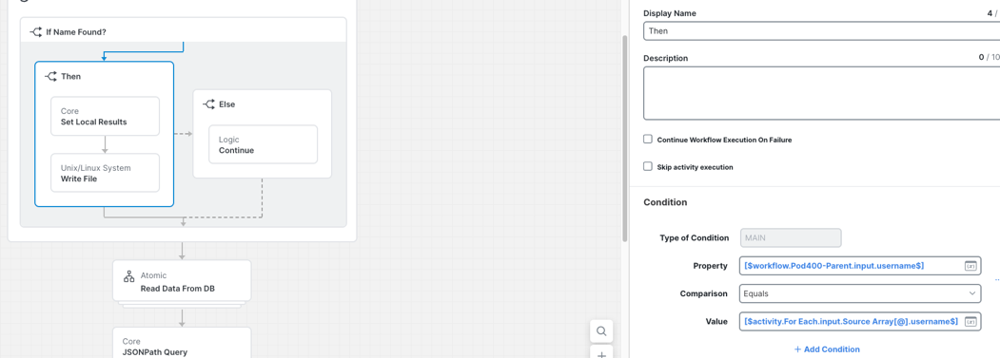 If Name Found?
Then
Core
Set Local Results
Unix/Linux System
Write File
Else
Logic
Continue
Atomic
Read Data From DB
Core
JSONPath Query
Display Name
4 /
Then
Description
0 / 10
Continue Workflow Execution On Failure
Skip activity execution
Condition
Type of Condition
MAIN
Property
[$workflow.Pod400-Parent.input.username$]
Comparison
Equals
Value
[$activity.For Each.input.Source Array[@].username$]
+ Add Condition